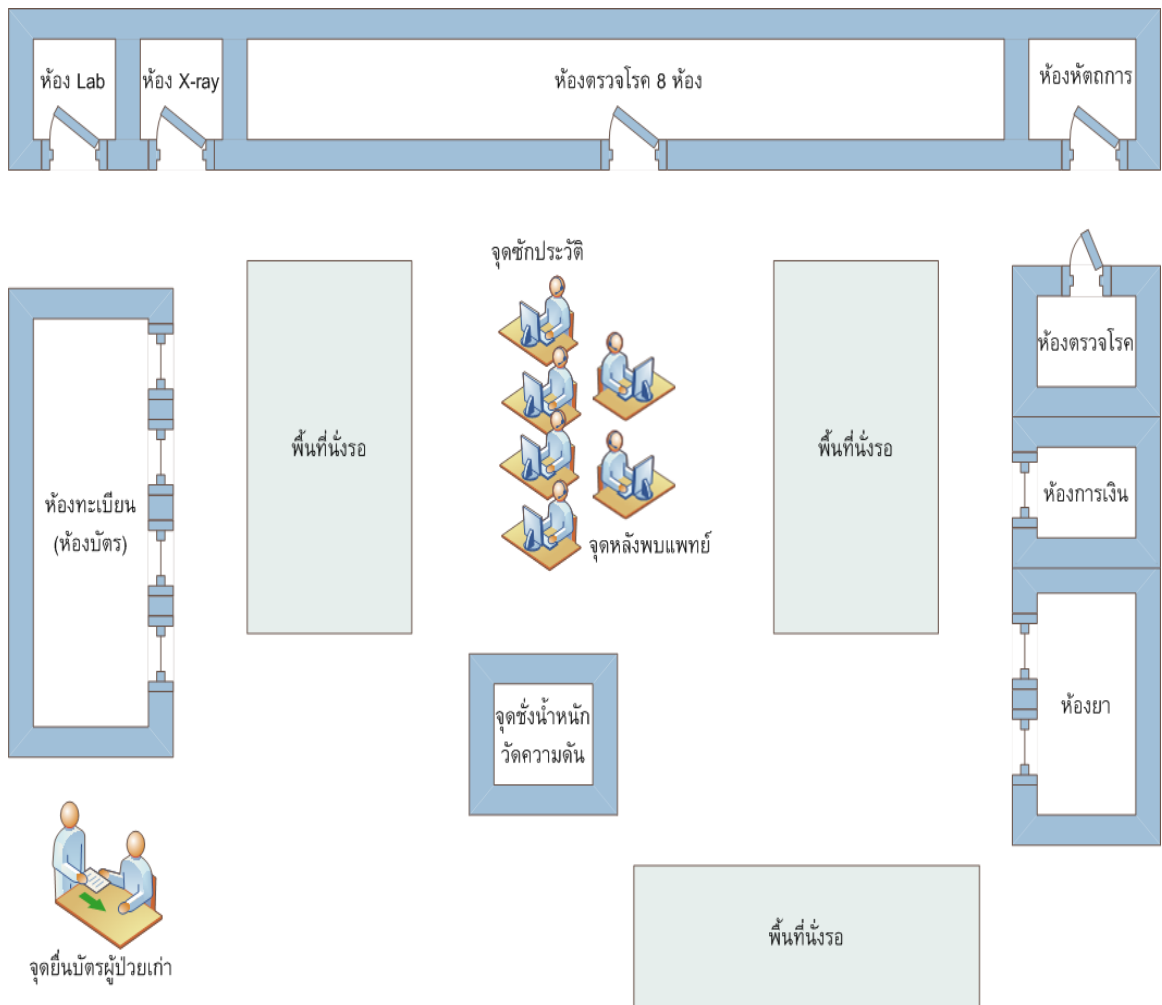 ห้อง Lab
ห้อง X-ray
ห้องตรวจโรค 8 ห้อง
ห้องหัตถการ
จุดซักประวัติ
ห้องตรวจโรค
พื้นที่นั่งรอ
พื้นที่นั่งรอ
ห้องทะเบียน
(ห้องบัตร)
ห้องการเงิน
จุดหลังพบแพทย์
จุดชั่งน้ำหนัก
วัดความดัน
ห้องยา
จุดยื่นบัตรผู้ป่วยเก่า
พื้นที่นั่งรอ